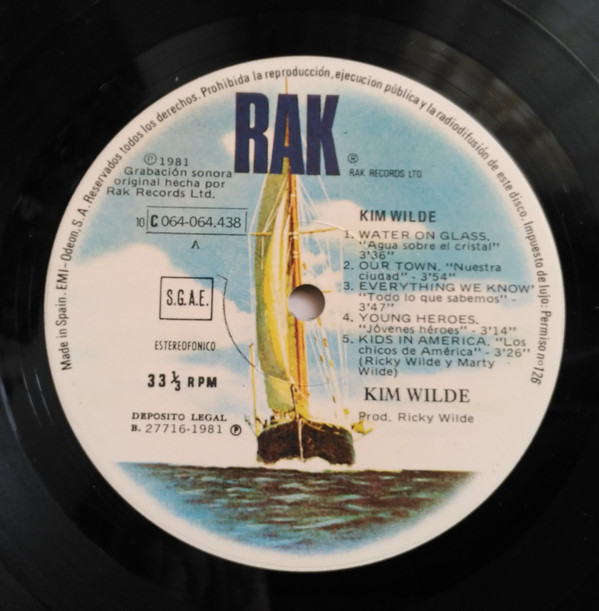 Made in Spain. EMI-Odeon, S.A. Reservados todos los derechos. Prohibida la reproducción, ejecucion pública y la radiodifusión de este disco. Impuesto de lujo: Permiso nº 126
RAK
®
RAK RECORDS LTD.
Ⓟ 1981
Grabación sonora
original hecha por
Rak Records Ltd.
10 C 064-064.438
A
S.G.A.E.
ESTEREOFONICO
33 ⅓ RPM
DEPOSITO LEGAL
B. 27716-1981 Ⓟ
KIM WILDE
1. WATER ON GLASS.
"Agua sobre el cristal"
3'36"
2. OUR TOWN. "Nuestra
ciudad" - 3'54"
3. EVERYTHING WE KNOW
"Todo lo que sabemos" -
3'47"
4. YOUNG HEROES.
"Jóvenes héroes" - 3'14"
5. KIDS IN AMERICA. "Los
chicos de América" - 3'26"
(Ricky Wilde y Marty
Wilde)
KIM WILDE
Prod. Ricky Wilde